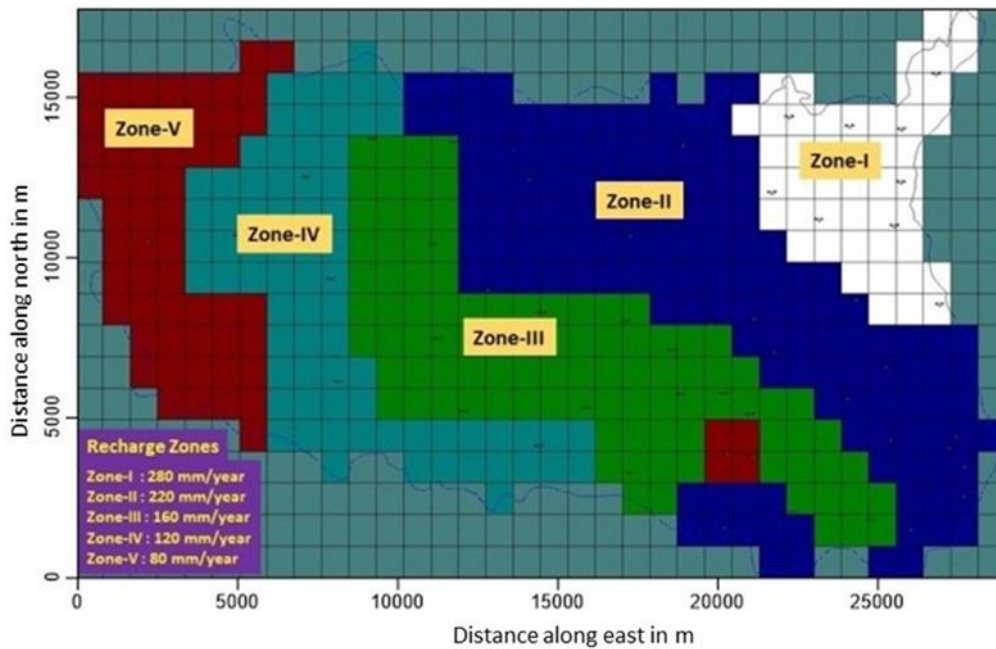 Distance along north in m
15000
10000
5000
0
Zone-V
Zone-IV
Zone-III
Zone-II
Zone-I
Recharge Zones
Zone-I : 280 mm/year
Zone-II : 220 mm/year
Zone-III : 160 mm/year
Zone-IV : 120 mm/year
Zone-V : 80 mm/year
0 5000 10000 15000 20000 25000
Distance along east in m